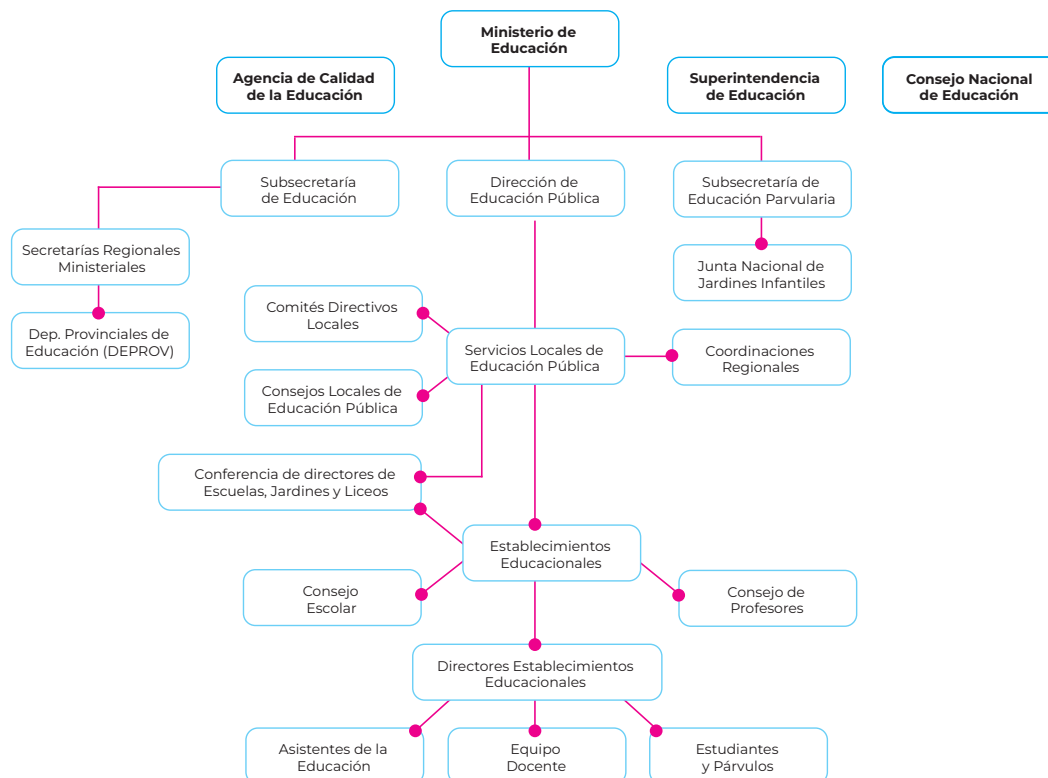 Ministerio de
Educación
Agencia de Calidad
de la Educación
Superintendencia
de Educación
Consejo Nacional
de Educación
Subsecretaría
de Educación
Dirección de
Educación Pública
Subsecretaría de
Educación Parvularia
Secretarías Regionales
Ministeriales
Junta Nacional de
Jardines Infantiles
Dep. Provinciales de
Educación (DEPROV)
Comités Directivos
Locales
Servicios Locales de
Educación Pública
Coordinaciones
Regionales
Consejos Locales de
Educación Pública
Conferencia de directores de
Escuelas, Jardines y Liceos
Establecimientos
Educacionales
Consejo
Escolar
Consejo de
Profesores
Directores Establecimientos
Educacionales
Asistentes de la
Educación
Equipo
Docente
Estudiantes
y Párvulos